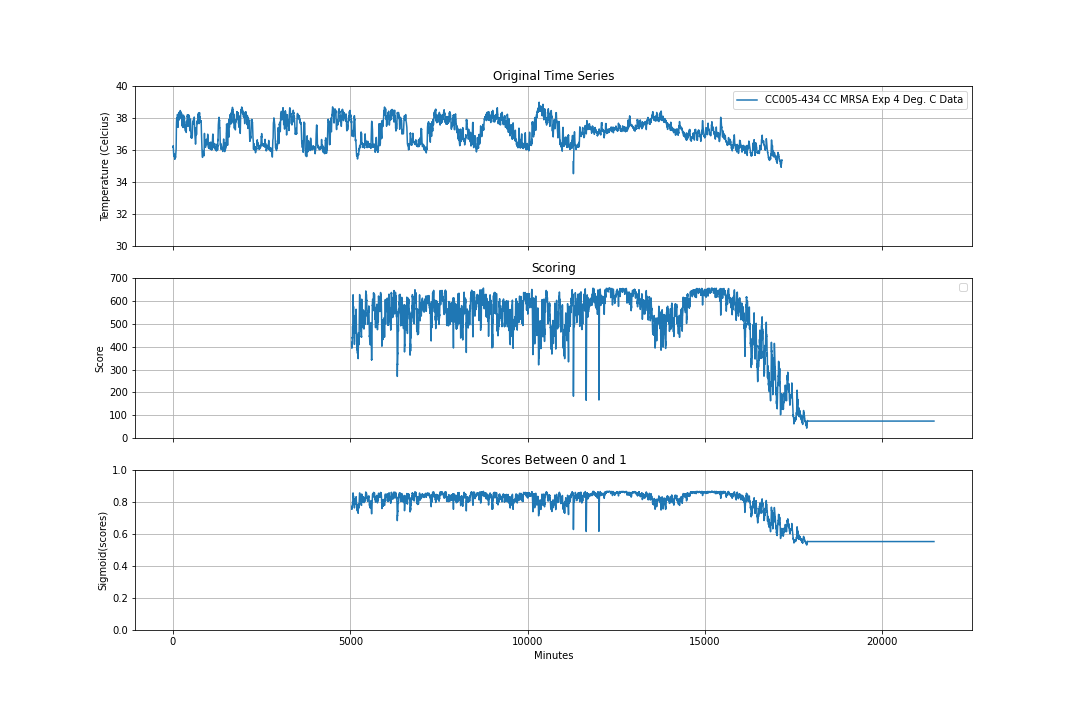 Original Time Series
40
38
36
34
32
30
Temperature (Celcius)
CC005-434 CC MRSA Exp 4 Deg. C Data
Scoring
700
600
500
400
300
200
100
0
Score
Scores Between 0 and 1
1.0
0.8
0.6
0.4
0.2
0.0
Sigmoid(scores)
0 5000 10000 15000 20000
Minutes